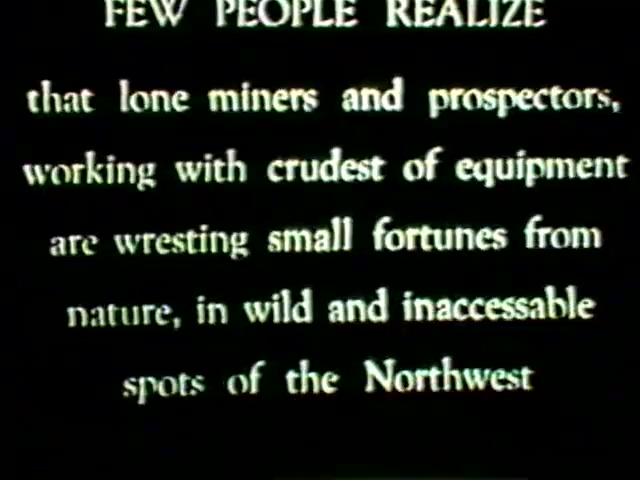 FEW PEOPLE REALIZE
that lone miners and prospectors,
working with crudest of equipment
are wresting small fortunes from
nature, in wild and inaccessable
spots of the Northwest